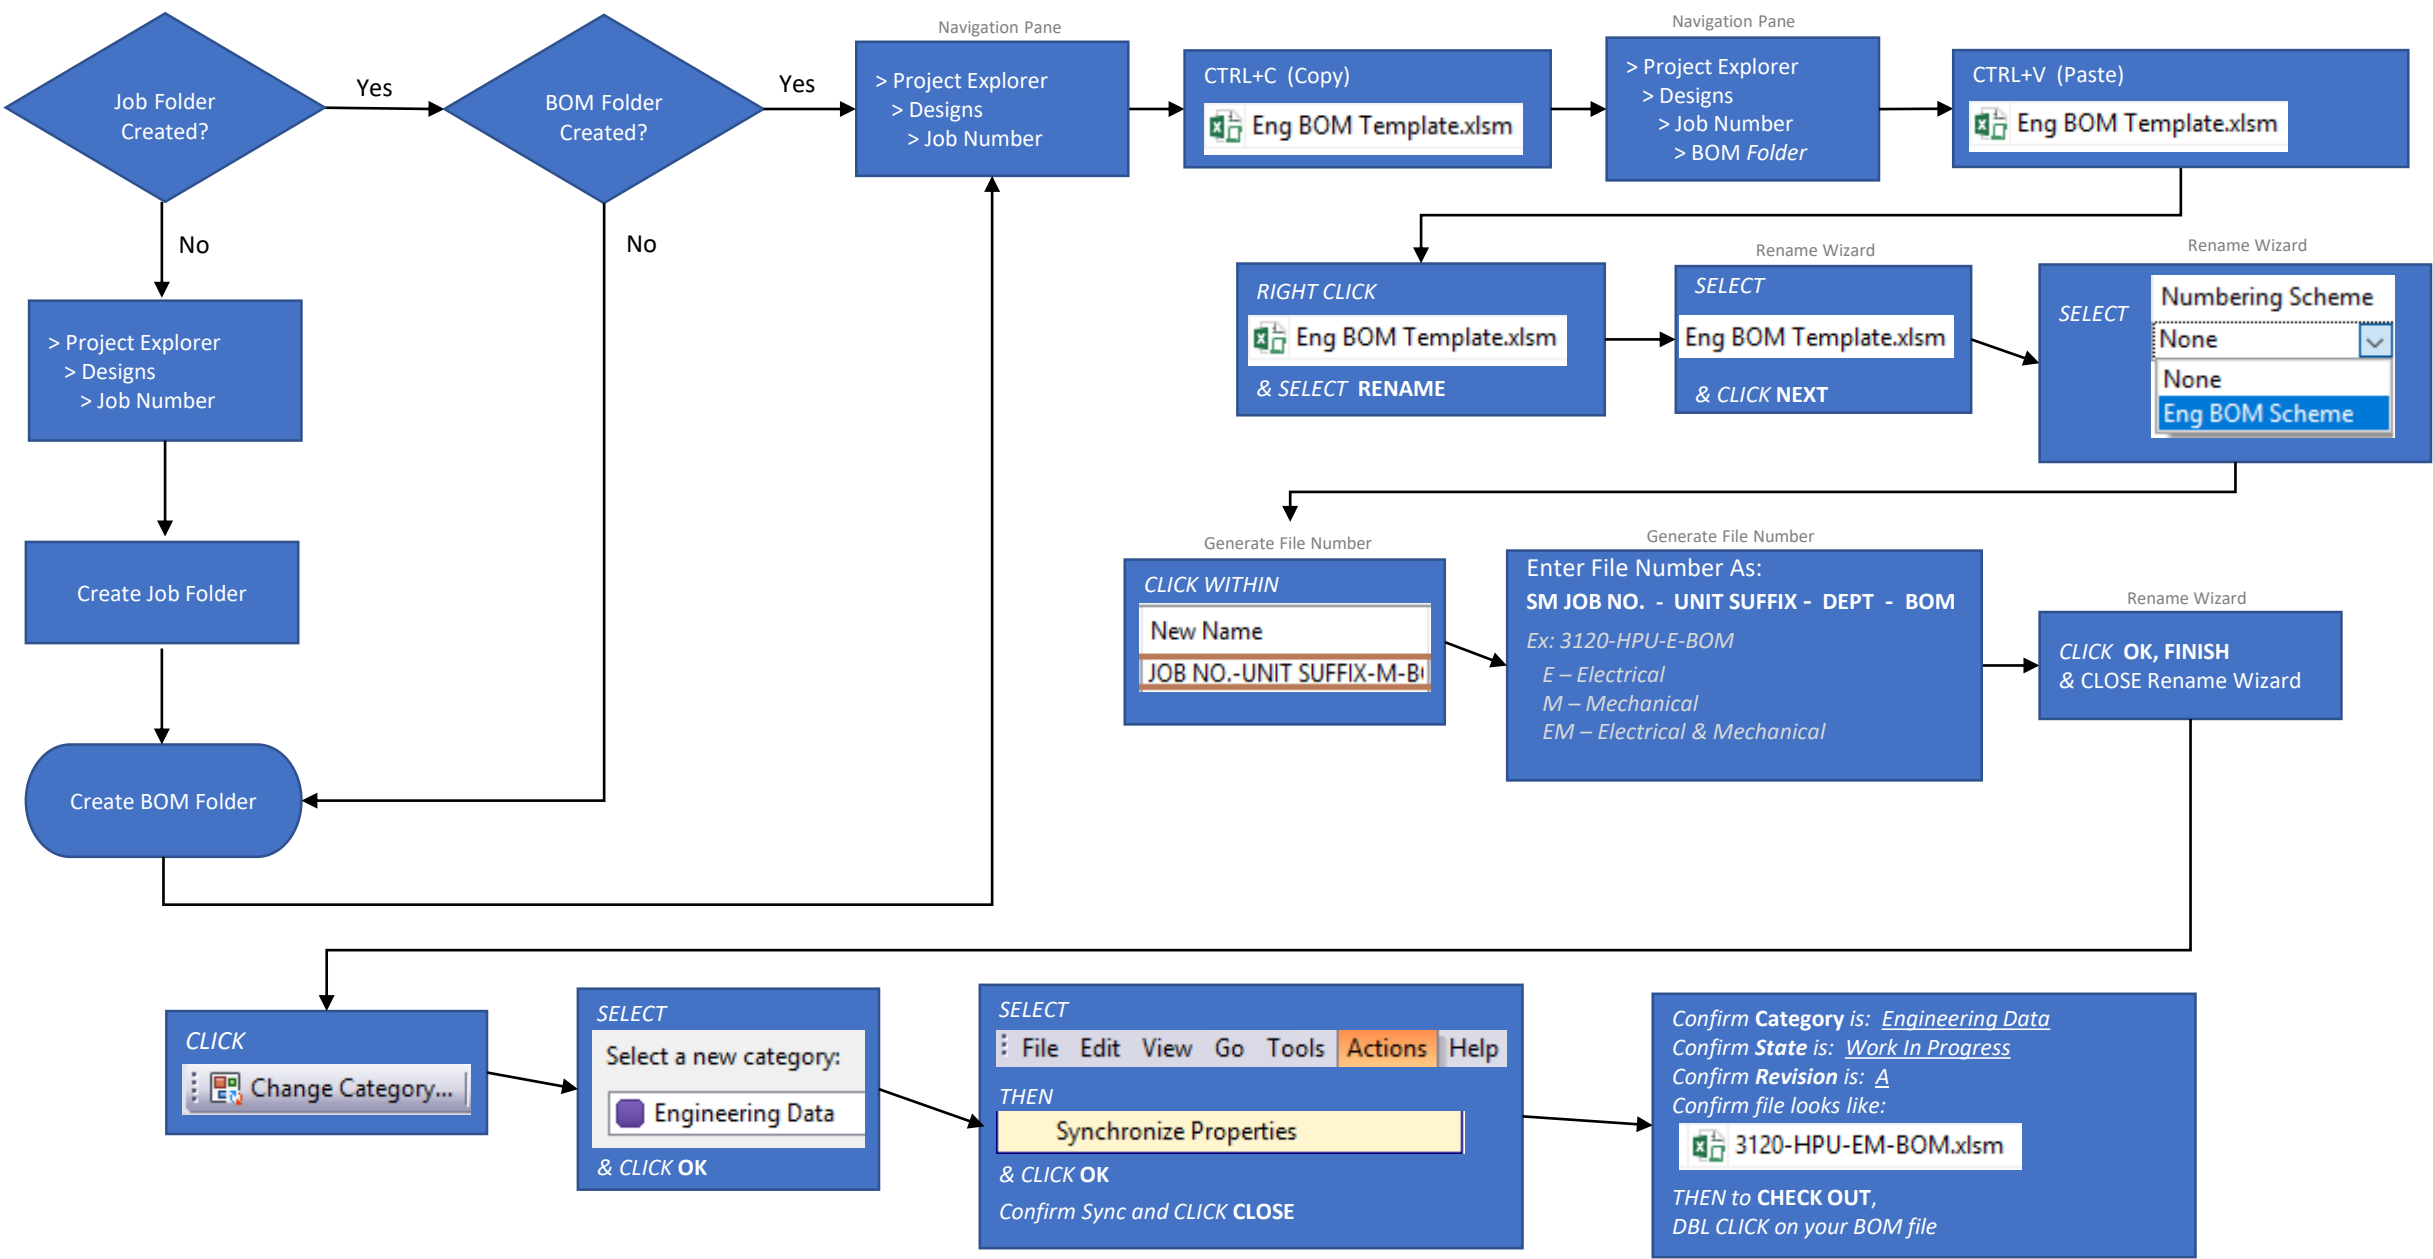 Job Folder
Created?
Yes
No
BOM Folder
Created?
Yes
No
Navigation Pane
> Project Explorer
> Designs
> Job Number
CTRL+C (Copy)
Eng BOM Template.xlsm
Navigation Pane
> Project Explorer
> Designs
> Job Number
> BOM Folder
CTRL+V (Paste)
Eng BOM Template.xlsm
> Project Explorer
> Designs
> Job Number
Create Job Folder
Create BOM Folder
RIGHT CLICK
Eng BOM Template.xlsm
& SELECT RENAME
Rename Wizard
SELECT
Eng BOM Template.xlsm
& CLICK NEXT
Rename Wizard
SELECT
Numbering Scheme
None
None
Eng BOM Scheme
Generate File Number
CLICK WITHIN
New Name
JOB NO.-UNIT SUFFIX-M-B
Generate File Number
Enter File Number As:
SM JOB NO. - UNIT SUFFIX - DEPT - BOM
Ex: 3120-HPU-E-BOM
E – Electrical
M – Mechanical
EM – Electrical & Mechanical
Rename Wizard
CLICK OK, FINISH
& CLOSE Rename Wizard
CLICK
Change Category...
SELECT
Select a new category:
Engineering Data
& CLICK OK
SELECT
File Edit View Go Tools Actions Help
THEN
Synchronize Properties
& CLICK OK
Confirm Sync and CLICK CLOSE
Confirm Category is: Engineering Data
Confirm State is: Work In Progress
Confirm Revision is: A
Confirm file looks like:
3120-HPU-EM-BOM.xlsm
THEN to CHECK OUT,
DBL CLICK on your BOM file